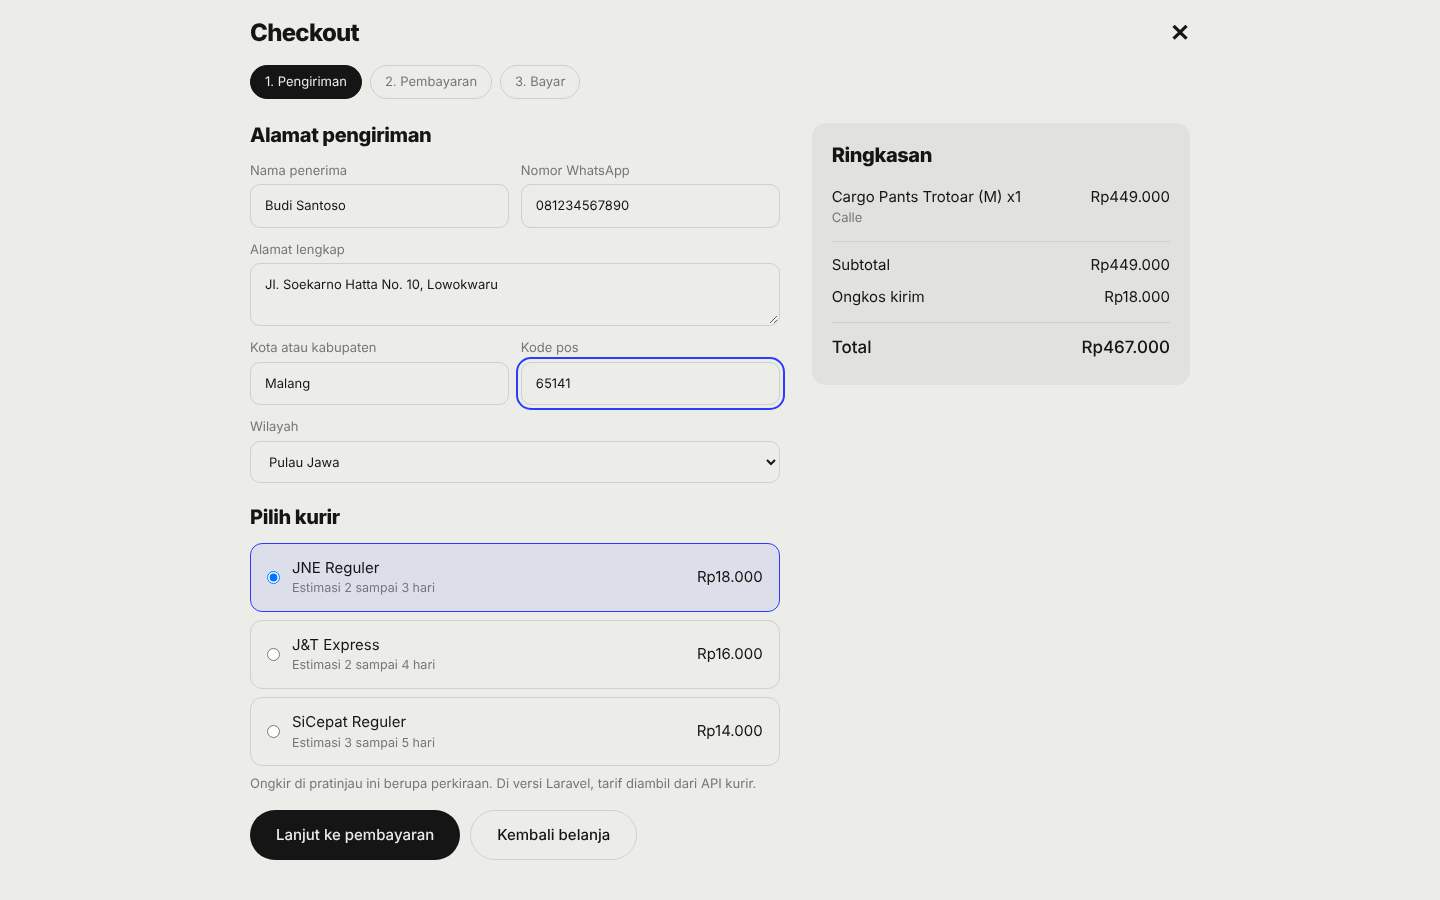 Checkout
✕
1. Pengiriman
2. Pembayaran
3. Bayar
Alamat pengiriman
Nama penerima
Nomor WhatsApp
Budi Santoso
081234567890
Alamat lengkap
Jl. Soekarno Hatta No. 10, Lowokwaru
Kota atau kabupaten
Kode pos
Malang
65141
Wilayah
Pulau Jawa
Pilih kurir
JNE Reguler
Estimasi 2 sampai 3 hari
Rp18.000
J&T Express
Estimasi 2 sampai 4 hari
Rp16.000
SiCepat Reguler
Estimasi 3 sampai 5 hari
Rp14.000
Ongkir di pratinjau ini berupa perkiraan. Di versi Laravel, tarif diambil dari API kurir.
Lanjut ke pembayaran
Kembali belanja
Ringkasan
Cargo Pants Trotoar (M) x1
Rp449.000
Calle
Subtotal
Rp449.000
Ongkos kirim
Rp18.000
Total
Rp467.000